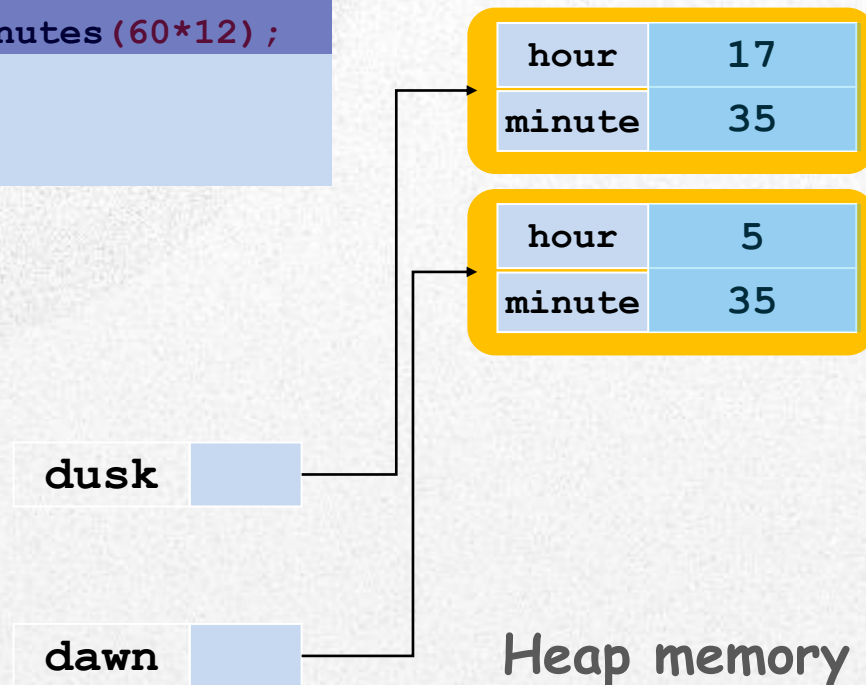 nutes(60*12);
hour 17
minute 35
hour 5
minute 35
dusk
dawn
Heap memory